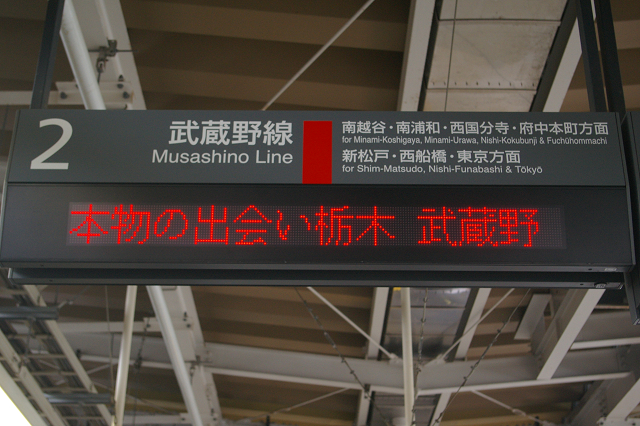 2
武蔵野線
Musashino Line
南越谷・南浦和・西国分寺・府中本町方面
for Minami-Koshigaya, Minami-Urawa, Nishi-Kokubunji & Fuchūhommachi
新松戸・西船橋・東京方面
for Shim-Matsudo, Nishi-Funabashi & Tōkyō
本物の出会い栃木 武蔵野